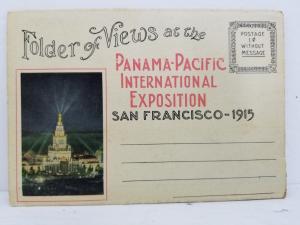 Folder of Views at the
PANAMA-PACIFIC
INTERNATIONAL
EXPOSITION
SAN FRANCISCO-1915
POSTAGE
1¢
WITHOUT
MESSAGE